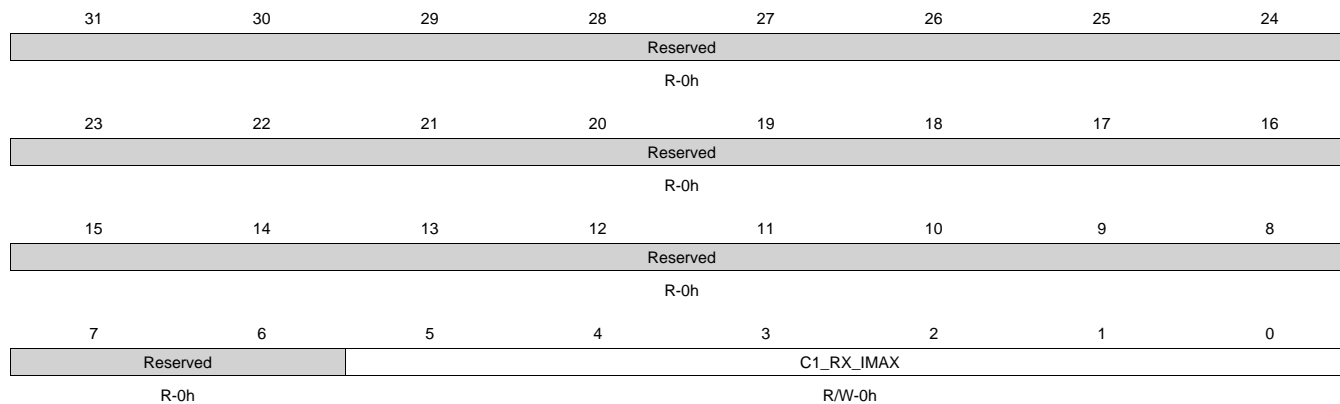 31 30 29 28 27 26 25 24
Reserved
R-0h
23 22 21 20 19 18 17 16
Reserved
R-0h
15 14 13 12 11 10 9 8
Reserved
R-0h
7 6 5 4 3 2 1 0
Reserved C1_RX_IMAX
R-0h R/W-0h